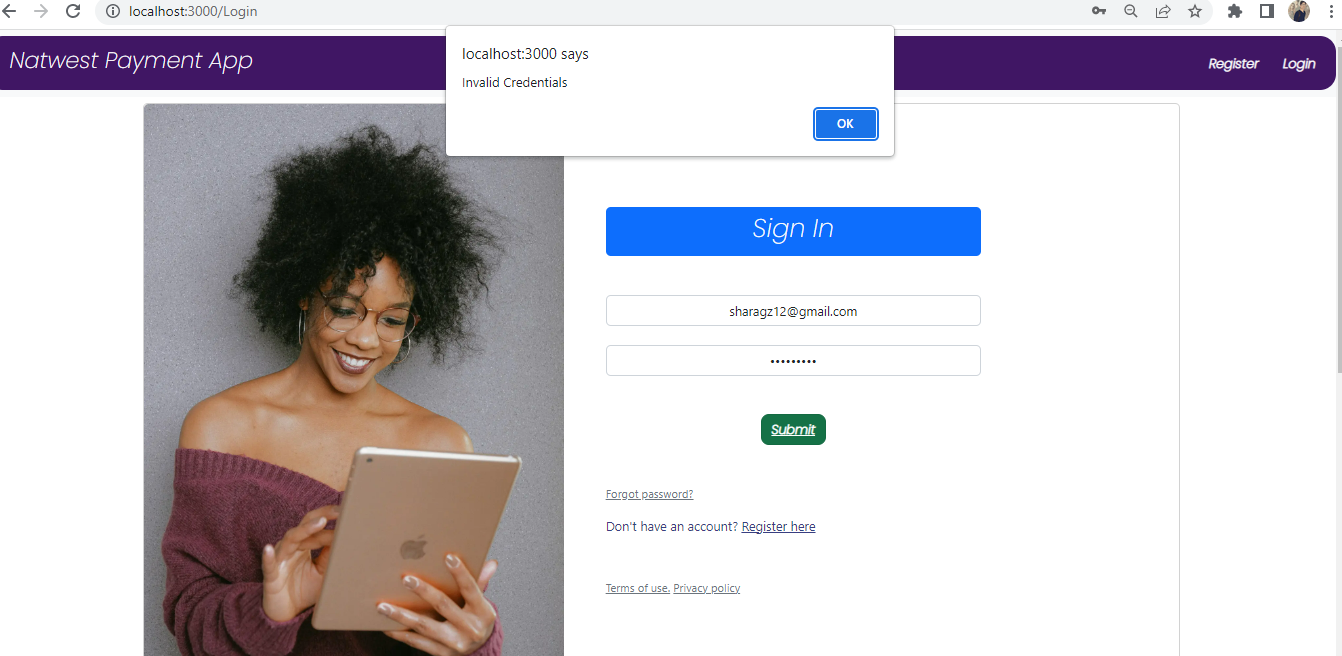 localhost:3000/Login
localhost:3000 says
Invalid Credentials
OK
Natwest Payment App
Register
Login
Sign In
sharagz12@gmail.com
•••••••••
Submit
Forgot password?
Don't have an account? Register here
Terms of use. Privacy policy